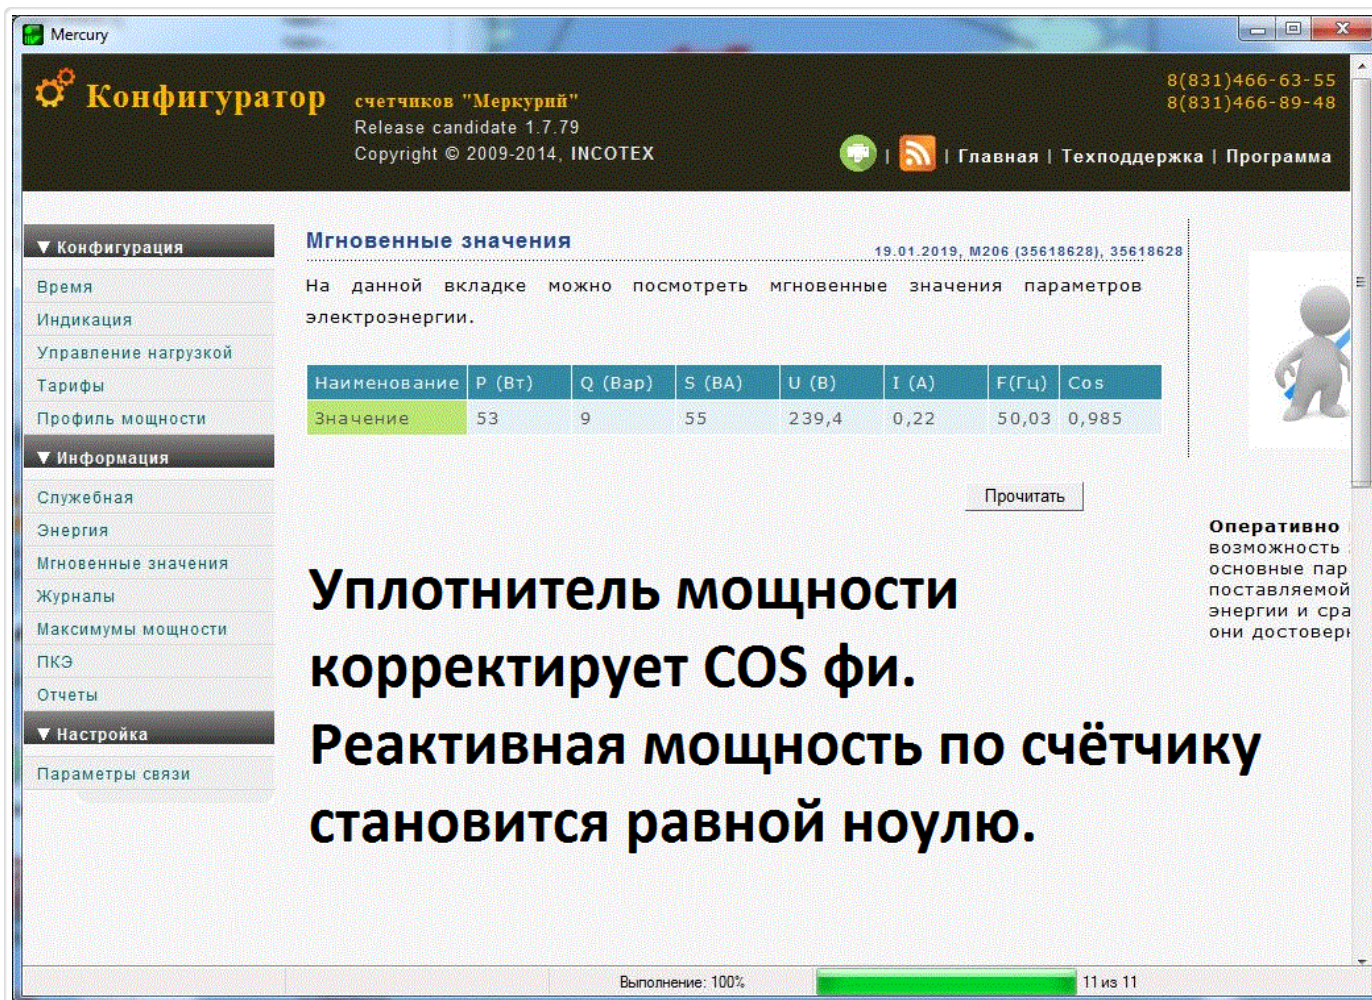 Mercury
Конфигуратор
счетчиков "Меркурий"
Release candidate 1.7.79
Copyright © 2009-2014, INCOTEX
8(831)466-63-55
8(831)466-89-48
| | Главная | Техподдержка | Программа
▼ Конфигурация
Время
Индикация
Управление нагрузкой
Тарифы
Профиль мощности
▼ Информация
Служебная
Энергия
Мгновенные значения
Журналы
Максимумы мощности
ПКЭ
Отчеты
▼ Настройка
Параметры связи
Мгновенные значения
19.01.2019, M206 (35618628), 35618628
На данной вкладке можно посмотреть мгновенные значения параметров
электроэнергии.
Наименование P (Вт) Q (Вар) S (ВА) U (В) I (А) F(Гц) Cos
Значение 53 9 55 239,4 0,22 50,03 0,985
Прочитать
Оперативно
возможность
основные пар
поставляемой
энергии и сра
они достовер
Уплотнитель мощности
корректирует COS фи.
Реактивная мощность по счётчику
становится равной ноулю.
Выполнение: 100%
11 из 11